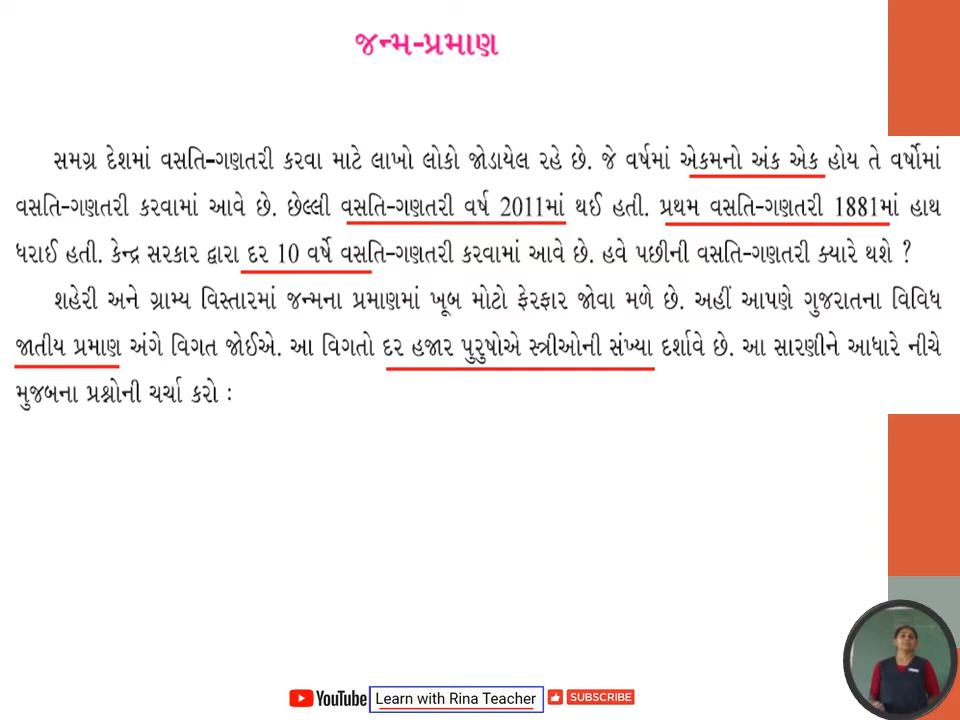 જન્મ-પ્રમાણ
સમગ્ર દેશમાં વસતિ-ગણતરી કરવા માટે લાખો લોકો જોડાયેલ રહે છે. જે વર્ષમાં એકમનો અંક એક હોય તે વર્ષોમાં
વસતિ-ગણતરી કરવામાં આવે છે. છેલ્લી વસતિ-ગણતરી વર્ષ 2011માં થઈ હતી. પ્રથમ વસતિ-ગણતરી 1881માં હાથ
ધરાઈ હતી. કેન્દ્ર સરકાર દ્વારા દર 10 વર્ષે વસતિ-ગણતરી કરવામાં આવે છે. હવે પછીની વસતિ-ગણતરી ક્યારે થશે ?
શહેરી અને ગ્રામ્ય વિસ્તારમાં જન્મના પ્રમાણમાં ખૂબ મોટો ફેરફાર જોવા મળે છે. અહીં આપણે ગુજરાતના વિવિધ
જાતીય પ્રમાણ અંગે વિગત જોઈએ. આ વિગતો દર હજાર પુરુષોએ સ્ત્રીઓની સંખ્યા દર્શાવે છે. આ સારણીને આધારે નીચે
મુજબના પ્રશ્નોની ચર્ચા કરો :
YouTube Learn with Rina Teacher SUBSCRIBE